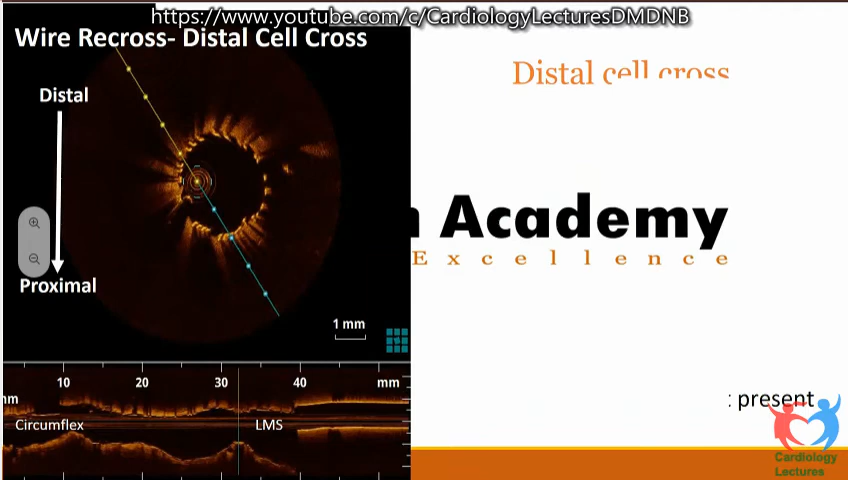 https://www.youtube.com/c/CardiologyLecturesDMDNB
Wire Recross- Distal Cell Cross
Distal cell cross
Distal
Academy
Excellence
Proximal
1 mm
10 20 30 40 mm
Circumflex LMS
: present
Cardiology
Lectures